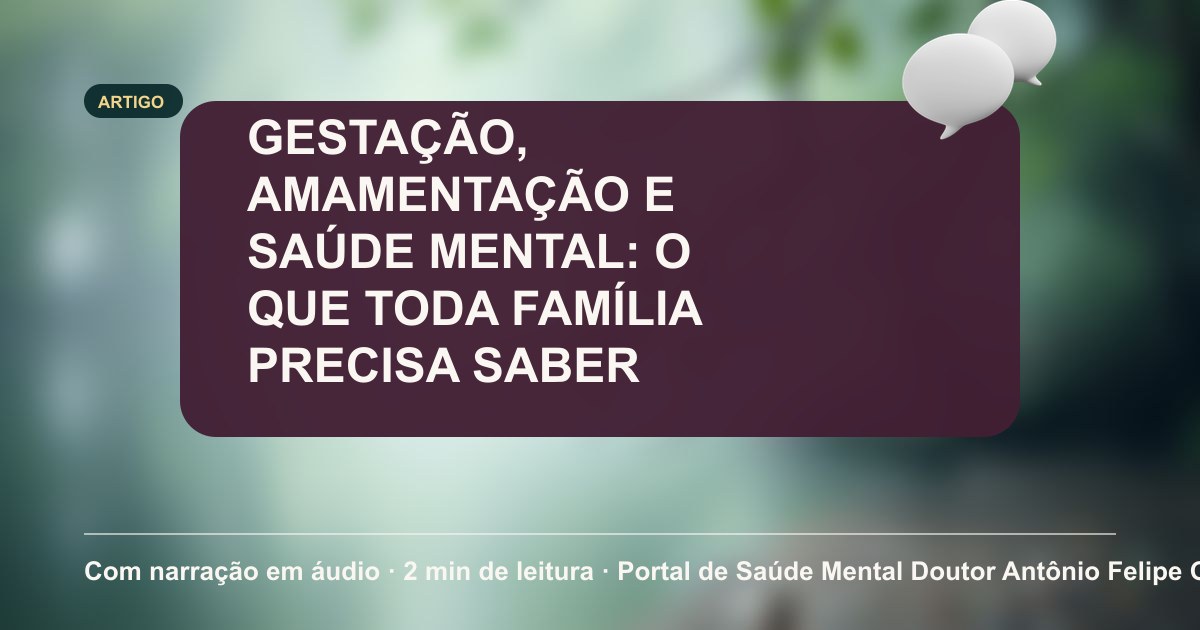 ARTIGO
GESTAÇÃO,
AMAMENTAÇÃO E
SAÚDE MENTAL: O
QUE TODA FAMÍLIA
PRECISA SABER
Com narração em áudio · 2 min de leitura · Portal de Saúde Mental Doutor Antônio Felipe